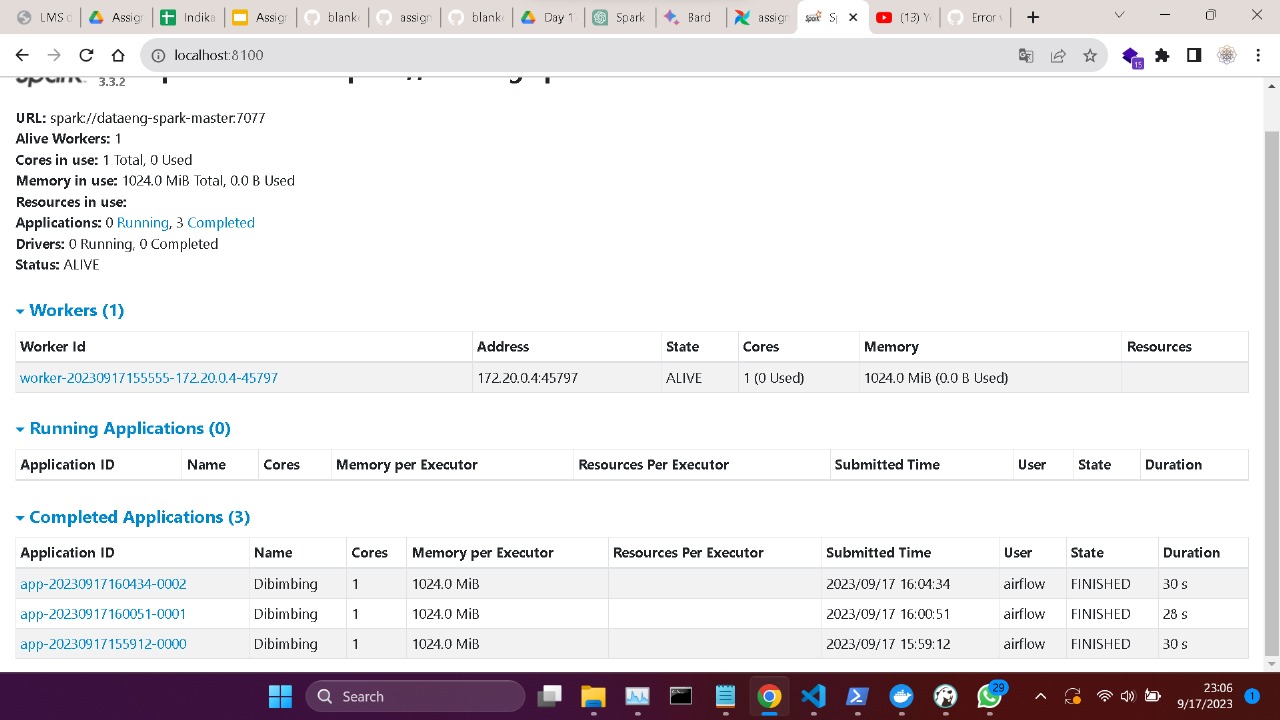 LMS d
Assign
Indika
Assign
blank
assign
blank
Day 1
Spark
Bard
assign
Sp
(13) \
Error \
localhost:8100
15
3.3.2
URL: spark://dataeng-spark-master:7077
Alive Workers: 1
Cores in use: 1 Total, 0 Used
Memory in use: 1024.0 MiB Total, 0.0 B Used
Resources in use:
Applications: 0 Running, 3 Completed
Drivers: 0 Running, 0 Completed
Status: ALIVE
Workers (1)
Worker Id Address State Cores Memory Resources
worker-20230917155555-172.20.0.4-45797 172.20.0.4:45797 ALIVE 1 (0 Used) 1024.0 MiB (0.0 B Used)
Running Applications (0)
Application ID Name Cores Memory per Executor Resources Per Executor Submitted Time User State Duration
Completed Applications (3)
Application ID Name Cores Memory per Executor Resources Per Executor Submitted Time User State Duration
app-20230917160434-0002 Dibimbing 1 1024.0 MiB 2023/09/17 16:04:34 airflow FINISHED 30 s
app-20230917160051-0001 Dibimbing 1 1024.0 MiB 2023/09/17 16:00:51 airflow FINISHED 28 s
app-20230917155912-0000 Dibimbing 1 1024.0 MiB 2023/09/17 15:59:12 airflow FINISHED 30 s
Search
29
23:06
9/17/2023
1